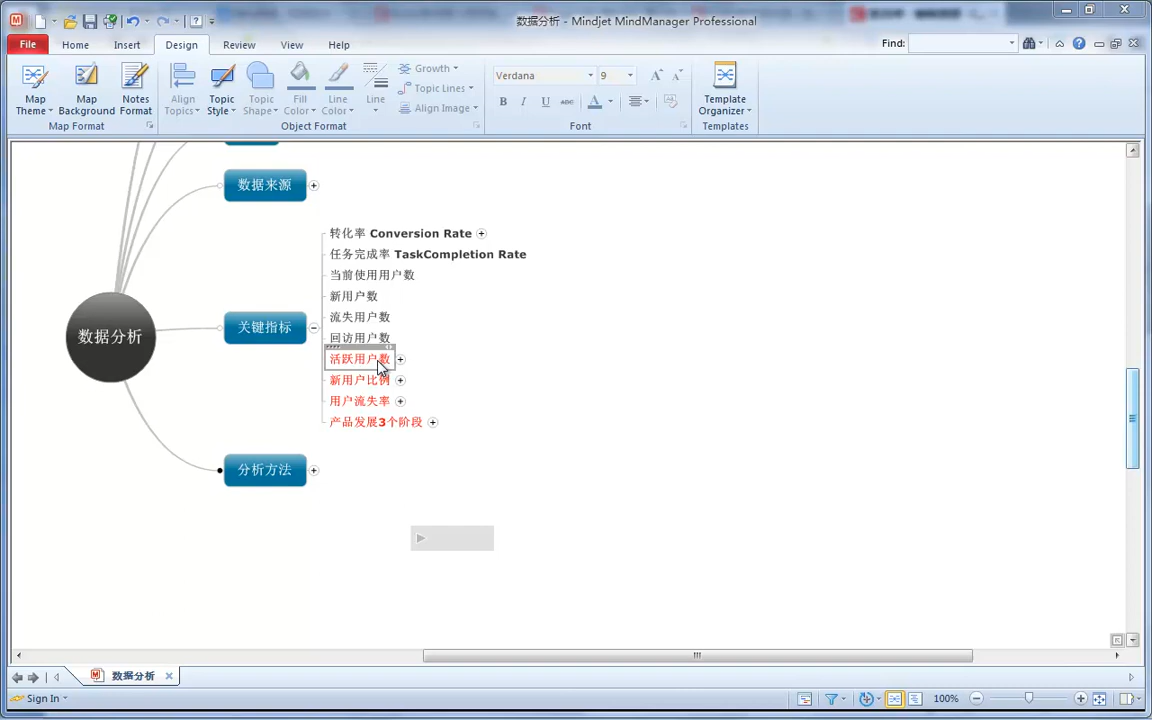 数据分析 - Mindjet MindManager Professional
File Home Insert Design Review View Help Find:
Map Theme
Map Background
Notes Format
Align Topics
Topic Style
Topic Shape
Fill Color
Line Color
Line
Growth
Topic Lines
Align Image
Verdana 9
B I U ABC A
Template Organizer
Map Format
Object Format
Font
Templates
数据来源
转化率 Conversion Rate
任务完成率 TaskCompletion Rate
当前使用用户数
新用户数
流失用户数
数据分析
关键指标
回访用户数
活跃用户数
新用户比例
用户流失率
产品发展3个阶段
分析方法
数据分析
Sign In
100%